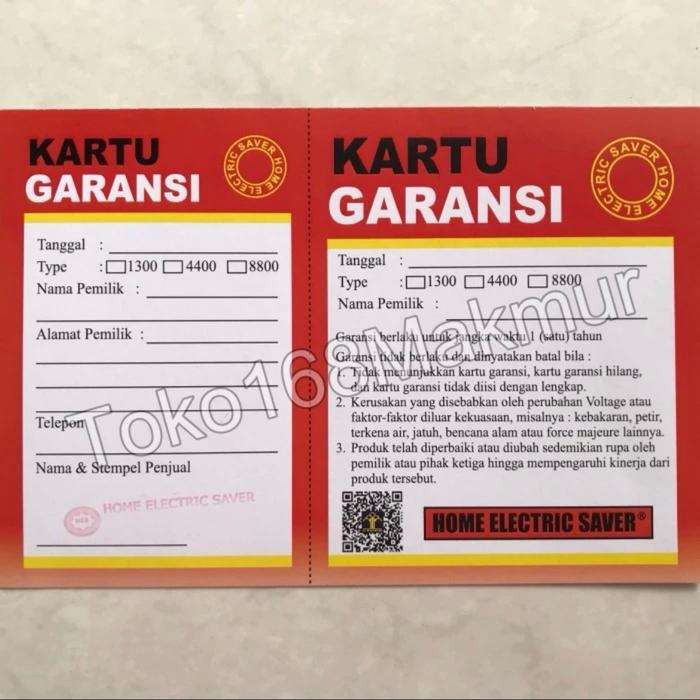 KARTU
GARANSI
HOME ELECTRIC SAVER
Tanggal :
Type : 1300 4400 8800
Nama Pemilik :
Alamat Pemilik :
Telepon
Nama & Stempel Penjual
HES
HOME ELECTRIC SAVER
KARTU
GARANSI
HOME ELECTRIC SAVER
Tanggal :
Type : 1300 4400 8800
Nama Pemilik :
Garansi berlaku untuk jangka waktu 1 (satu) tahun
Garansi tidak berlaku dan dinyatakan batal bila :
1. Tidak menunjukkan kartu garansi, kartu garansi hilang,
dan kartu garansi tidak diisi dengan lengkap.
2. Kerusakan yang disebabkan oleh perubahan Voltage atau
faktor-faktor diluar kekuasaan, misalnya : kebakaran, petir,
terkena air, jatuh, bencana alam atau force majeure lainnya.
3. Produk telah diperbaiki atau diubah sedemikian rupa oleh
pemilik atau pihak ketiga hingga mempengaruhi kinerja dari
produk tersebut.
HOME ELECTRIC SAVER®
Toko168Makmur